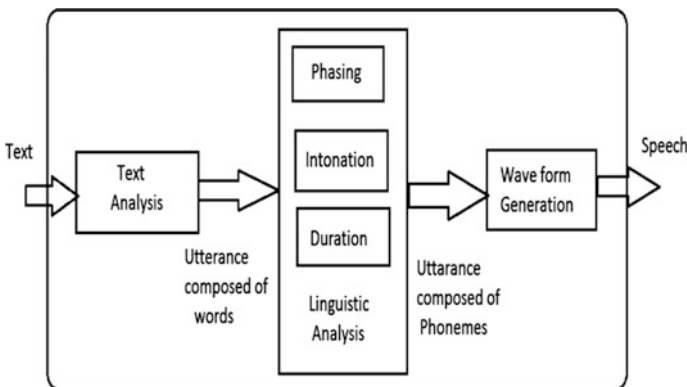 Text
Text
Analysis
Utterance
composed of
words
Phasing
Intonation
Duration
Linguistic
Analysis
Uttarance
composed of
Phonemes
Wave form
Generation
Speech